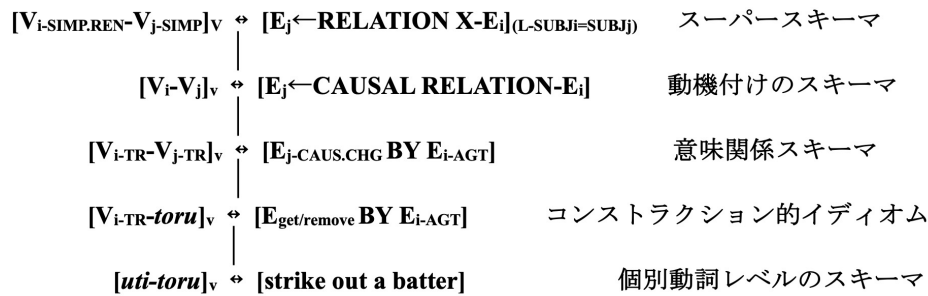 [Vi-SIMP.REN-Vj-SIMP]V ↔ [Ej←RELATION X-Ei](L-SUBJi=SUBJj) スーパースキーマ
[Vi-Vj]v ↔ [Ej←CAUSAL RELATION-Ei] 動機付けのスキーマ
[Vi-TR-Vj-TR]v ↔ [Ej-CAUS.CHG BY Ei-AGT] 意味関係スキーマ
[Vi-TR-toru]v ↔ [Eget/remove BY Ei-AGT] コンストラクション的イディオム
[uti-toru]v ↔ [strike out a batter] 個別動詞レベルのスキーマ